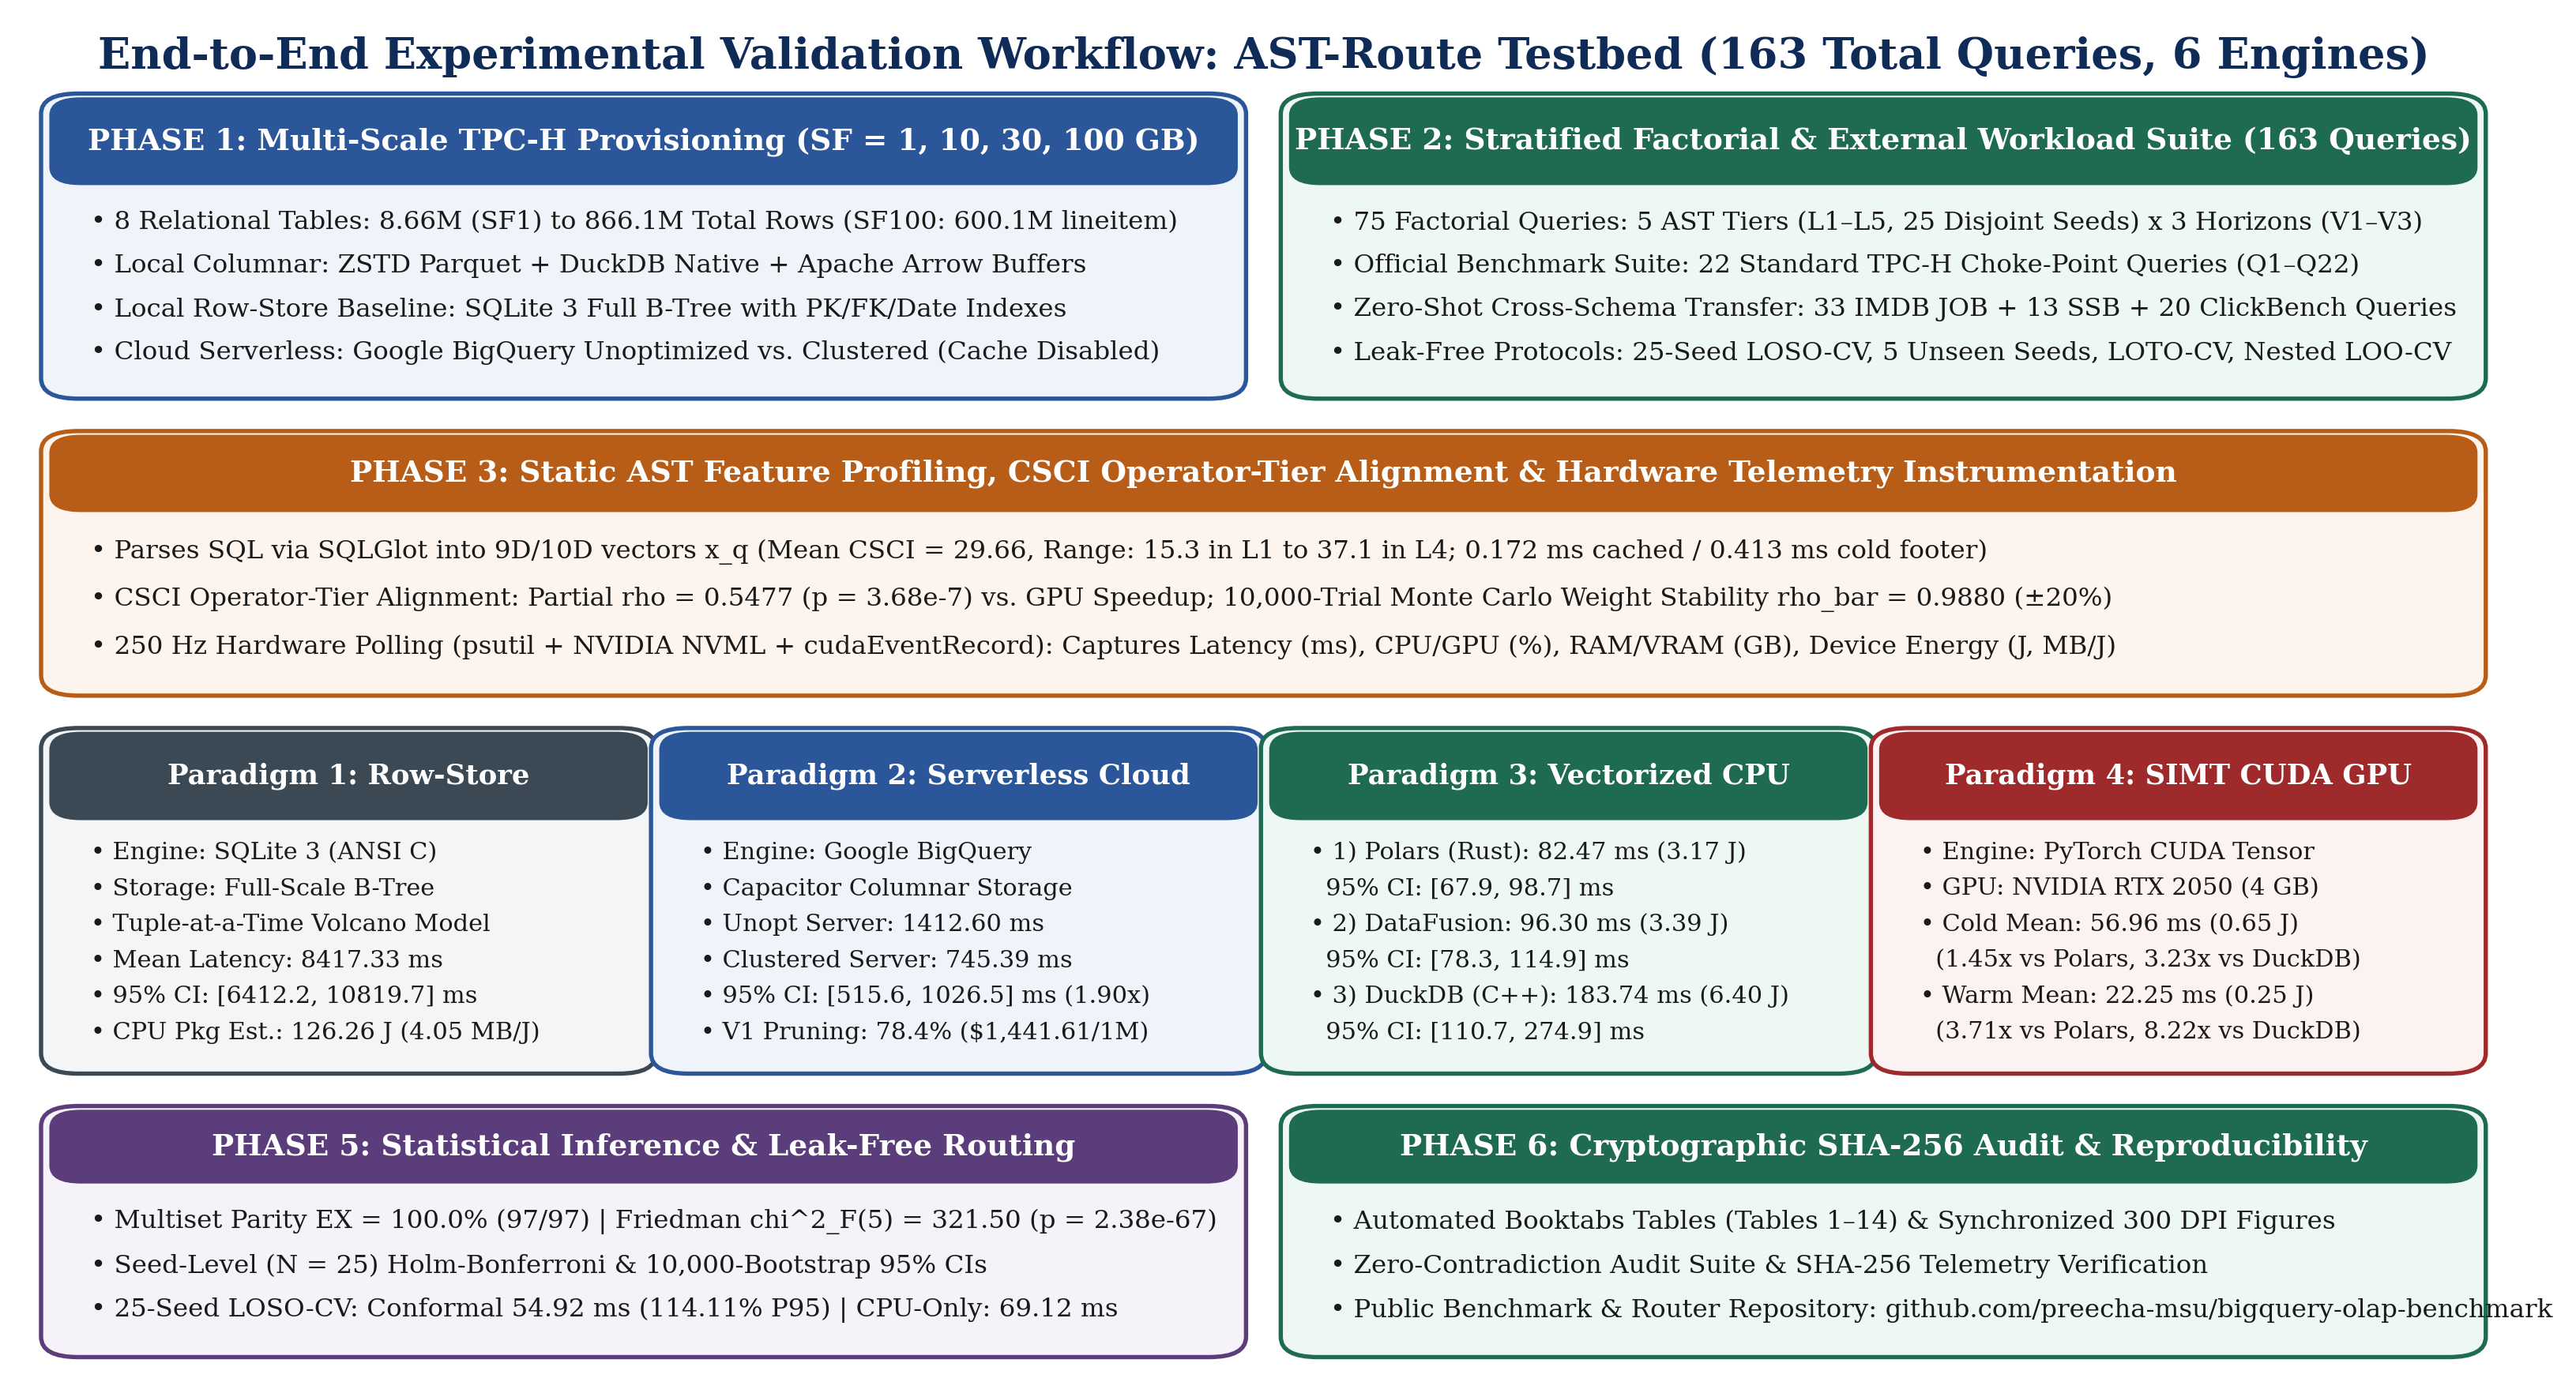 End-to-End Experimental Validation Workflow: AST-Route Testbed (163 Total Queries, 6 Engines)
PHASE 1: Multi-Scale TPC-H Provisioning (SF = 1, 10, 30, 100 GB)
• 8 Relational Tables: 8.66M (SF1) to 866.1M Total Rows (SF100: 600.1M lineitem)
• Local Columnar: ZSTD Parquet + DuckDB Native + Apache Arrow Buffers
• Local Row-Store Baseline: SQLite 3 Full B-Tree with PK/FK/Date Indexes
• Cloud Serverless: Google BigQuery Unoptimized vs. Clustered (Cache Disabled)
PHASE 2: Stratified Factorial & External Workload Suite (163 Queries)
• 75 Factorial Queries: 5 AST Tiers (L1–L5, 25 Disjoint Seeds) x 3 Horizons (V1–V3)
• Official Benchmark Suite: 22 Standard TPC-H Choke-Point Queries (Q1–Q22)
• Zero-Shot Cross-Schema Transfer: 33 IMDB JOB + 13 SSB + 20 ClickBench Queries
• Leak-Free Protocols: 25-Seed LOSO-CV, 5 Unseen Seeds, LOTO-CV, Nested LOO-CV
PHASE 3: Static AST Feature Profiling, CSCI Operator-Tier Alignment & Hardware Telemetry Instrumentation
• Parses SQL via SQLGlot into 9D/10D vectors x_q (Mean CSCI = 29.66, Range: 15.3 in L1 to 37.1 in L4; 0.172 ms cached / 0.413 ms cold footer)
• CSCI Operator-Tier Alignment: Partial rho = 0.5477 (p = 3.68e-7) vs. GPU Speedup; 10,000-Trial Monte Carlo Weight Stability rho_bar = 0.9880 (±20%)
• 250 Hz Hardware Polling (psutil + NVIDIA NVML + cudaEventRecord): Captures Latency (ms), CPU/GPU (%), RAM/VRAM (GB), Device Energy (J, MB/J)
Paradigm 1: Row-Store
• Engine: SQLite 3 (ANSI C)
• Storage: Full-Scale B-Tree
• Tuple-at-a-Time Volcano Model
• Mean Latency: 8417.33 ms
• 95% CI: [6412.2, 10819.7] ms
• CPU Pkg Est.: 126.26 J (4.05 MB/J)
Paradigm 2: Serverless Cloud
• Engine: Google BigQuery
• Capacitor Columnar Storage
• Unopt Server: 1412.60 ms
• Clustered Server: 745.39 ms
• 95% CI: [515.6, 1026.5] ms (1.90x)
• V1 Pruning: 78.4% ($1,441.61/1M)
Paradigm 3: Vectorized CPU
• 1) Polars (Rust): 82.47 ms (3.17 J)
95% CI: [67.9, 98.7] ms
• 2) DataFusion: 96.30 ms (3.39 J)
95% CI: [78.3, 114.9] ms
• 3) DuckDB (C++): 183.74 ms (6.40 J)
95% CI: [110.7, 274.9] ms
Paradigm 4: SIMT CUDA GPU
• Engine: PyTorch CUDA Tensor
• GPU: NVIDIA RTX 2050 (4 GB)
• Cold Mean: 56.96 ms (0.65 J)
(1.45x vs Polars, 3.23x vs DuckDB)
• Warm Mean: 22.25 ms (0.25 J)
(3.71x vs Polars, 8.22x vs DuckDB)
PHASE 5: Statistical Inference & Leak-Free Routing
• Multiset Parity EX = 100.0% (97/97) | Friedman chi^2_F(5) = 321.50 (p = 2.38e-67)
• Seed-Level (N = 25) Holm-Bonferroni & 10,000-Bootstrap 95% CIs
• 25-Seed LOSO-CV: Conformal 54.92 ms (114.11% P95) | CPU-Only: 69.12 ms
PHASE 6: Cryptographic SHA-256 Audit & Reproducibility
• Automated Booktabs Tables (Tables 1–14) & Synchronized 300 DPI Figures
• Zero-Contradiction Audit Suite & SHA-256 Telemetry Verification
• Public Benchmark & Router Repository: github.com/preecha-msu/bigquery-olap-benchmark